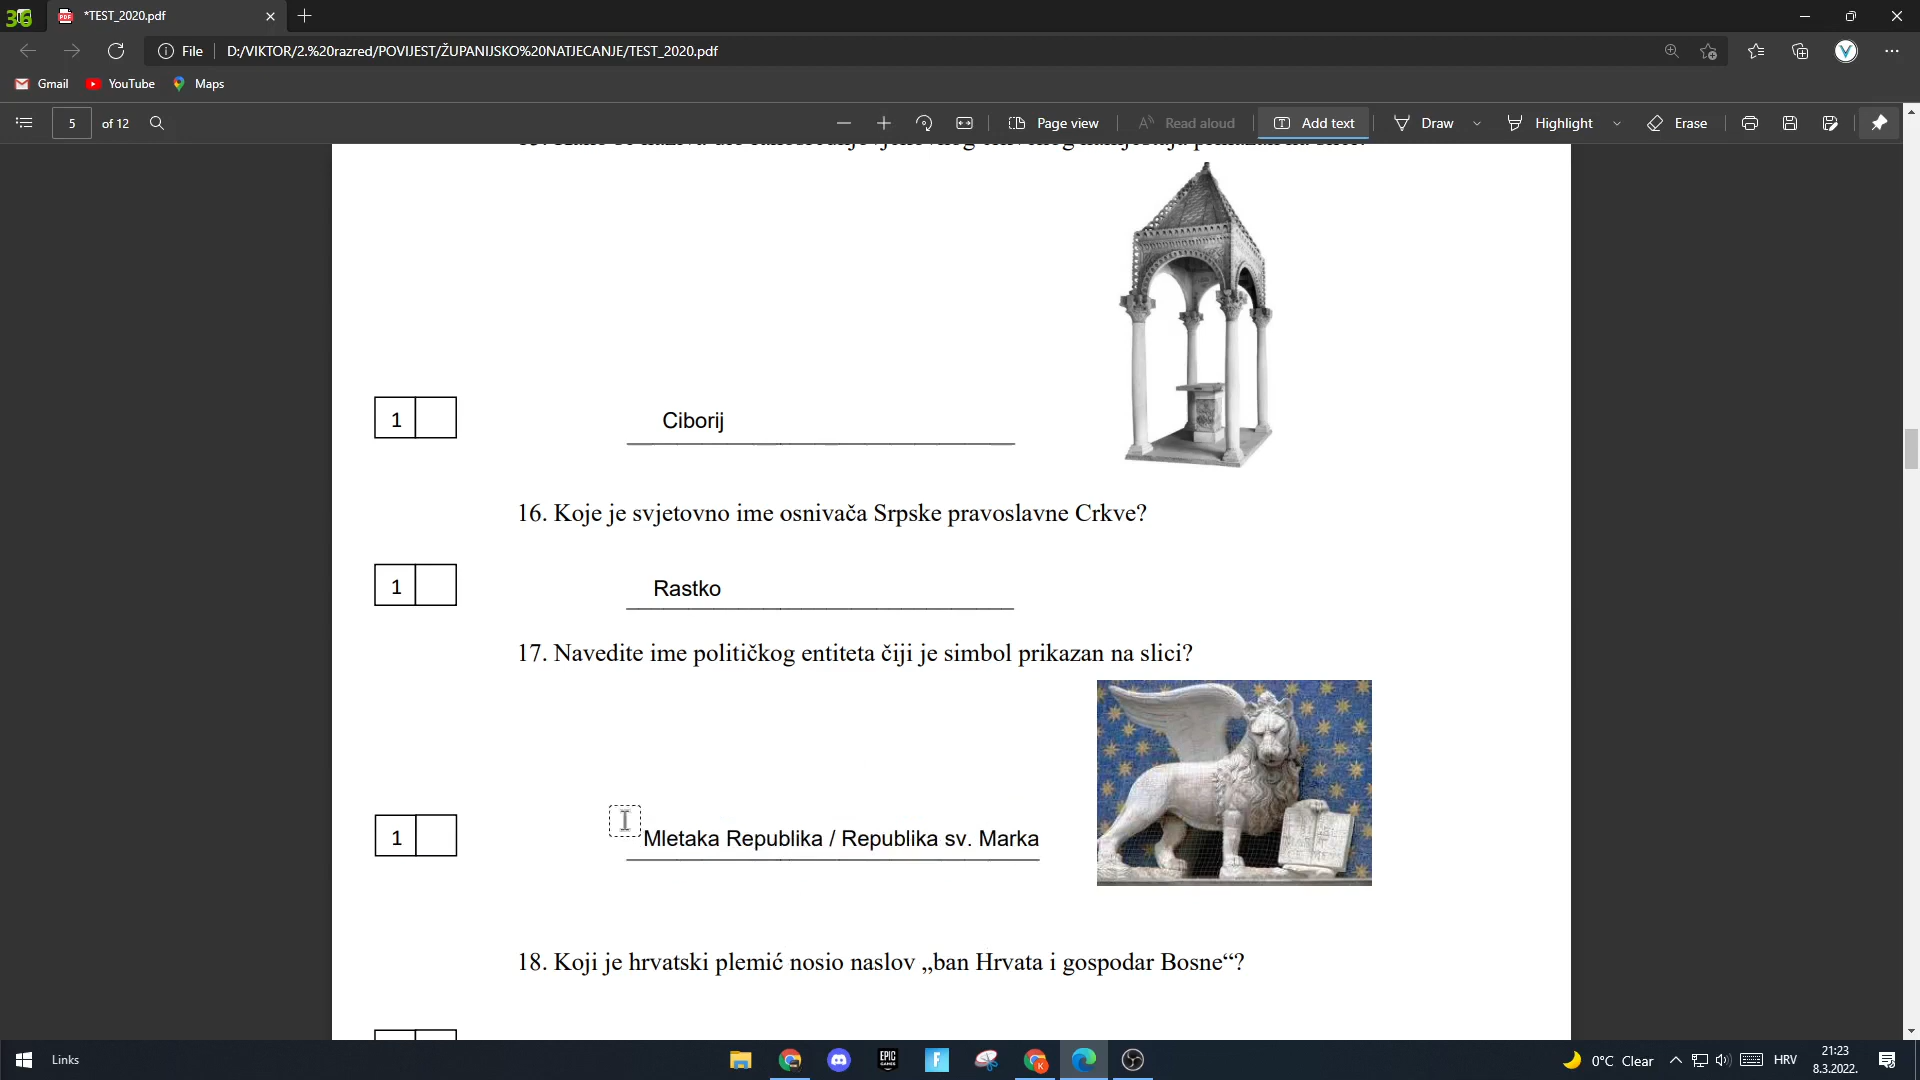 36
*TEST_2020.pdf
File
D:/VIKTOR/2.%20razred/POVIJEST/ŽUPANIJSKO%20NATJECANJE/TEST_2020.pdf
Gmail
YouTube
Maps
5 of 12
Page view
Read aloud
Add text
Draw
Highlight
Erase
1
Ciborij
16. Koje je svjetovno ime osnivača Srpske pravoslavne Crkve?
1
Rastko
17. Navedite ime političkog entiteta čiji je simbol prikazan na slici?
1
Mletaka Republika / Republika sv. Marka
18. Koji je hrvatski plemić nosio naslov „ban Hrvata i gospodar Bosne“?
Links
EPIC GAMES
0°C Clear
HRV
21:23
8.3.2022.